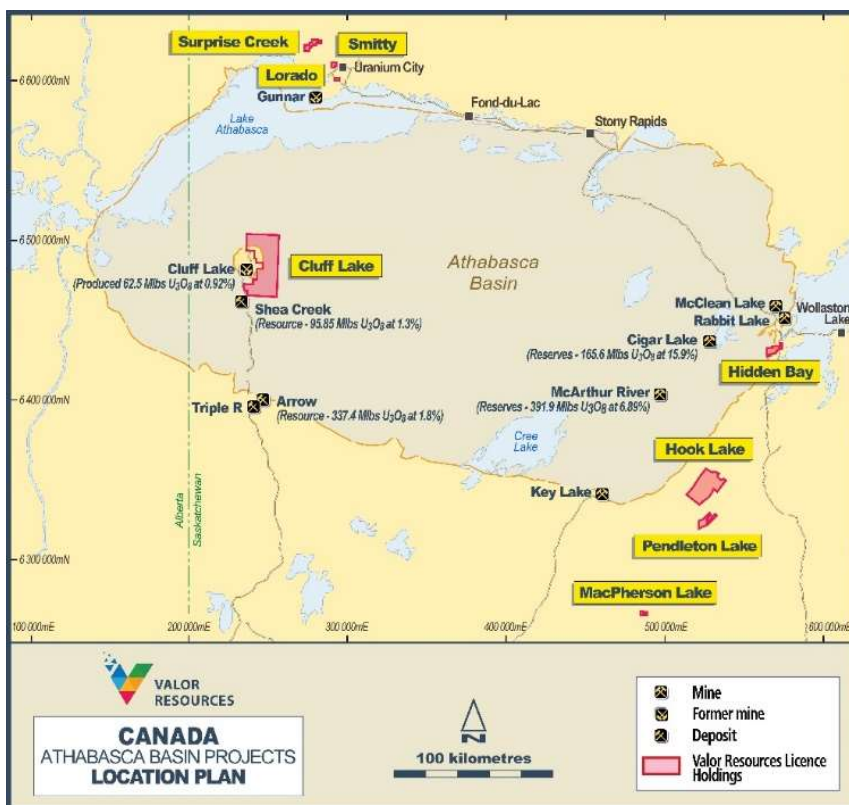 Surprise Creek
Smitty
Lorado
Uranium City
Gunnar
Fond-du-Lac
Stony Rapids
Lake
Athabasca
6 600 000mN
6 500 000mN
Cluff Lake
(Produced 62.5 Mlbs U₃O₈ at 0.92%)
Cluff Lake
Shea Creek
(Resource - 95.85 Mlbs U₃O₈ at 1.3%)
Athabasca
Basin
McClean Lake
Rabbit Lake
Wollaston
Lake
Cigar Lake
(Reserves - 165.6 Mlbs U₃O₈ at 15.9%)
Hidden Bay
6 400 000mN
Triple R
Arrow
(Resource - 337.4 Mlbs U₃O₈ at 1.8%)
McArthur River
(Reserves - 391.9 Mlbs U₃O₈ at 6.89%)
Cree
Lake
Hook Lake
Key Lake
Alberta
Saskatchewan
Pendleton Lake
6 300 000mN
MacPherson Lake
100 000mE
200 000mE
300 000mE
400 000mE
500 000mE
600 000mE
VALOR
RESOURCES
CANADA
ATHABASCA BASIN PROJECTS
LOCATION PLAN
N
100 kilometres
Mine
Former mine
Deposit
Valor Resources Licence
Holdings